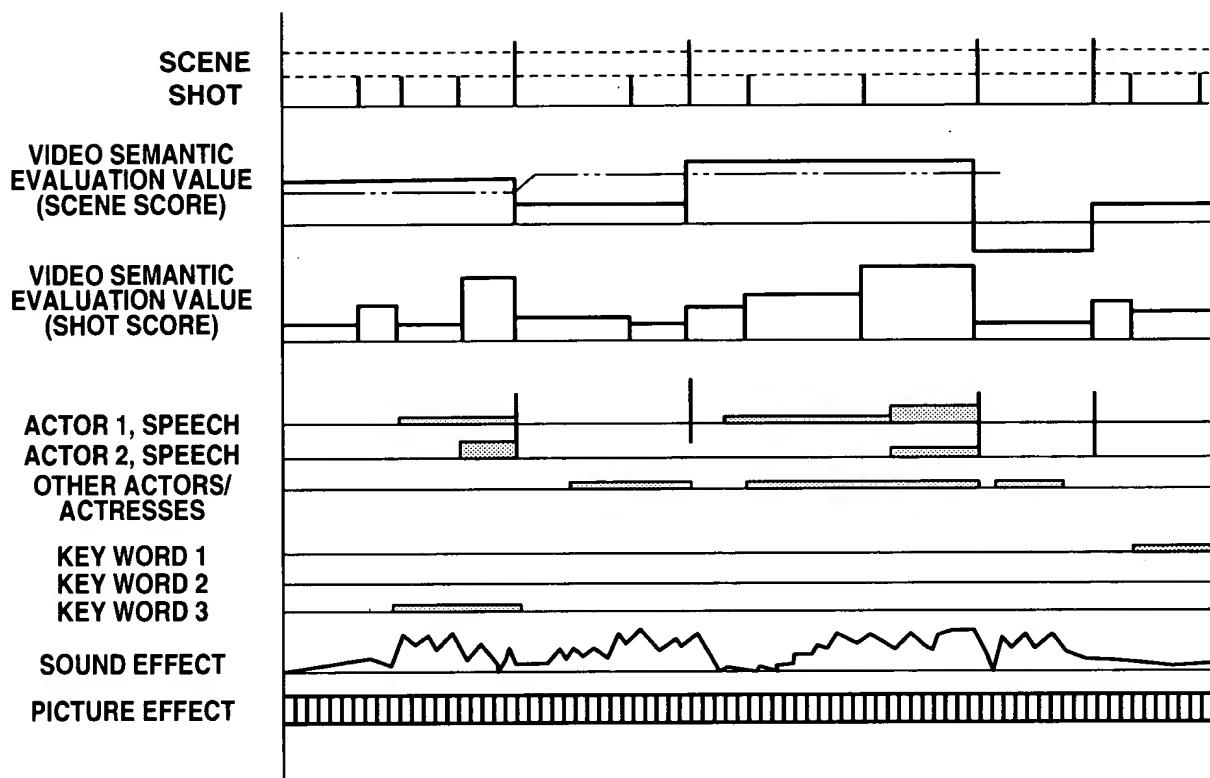 SCENE
SHOT
VIDEO SEMANTIC
EVALUATION VALUE
(SCENE SCORE)
VIDEO SEMANTIC
EVALUATION VALUE
(SHOT SCORE)
ACTOR 1, SPEECH
ACTOR 2, SPEECH
OTHER ACTORS/
ACTRESSES
KEY WORD 1
KEY WORD 2
KEY WORD 3
SOUND EFFECT
PICTURE EFFECT